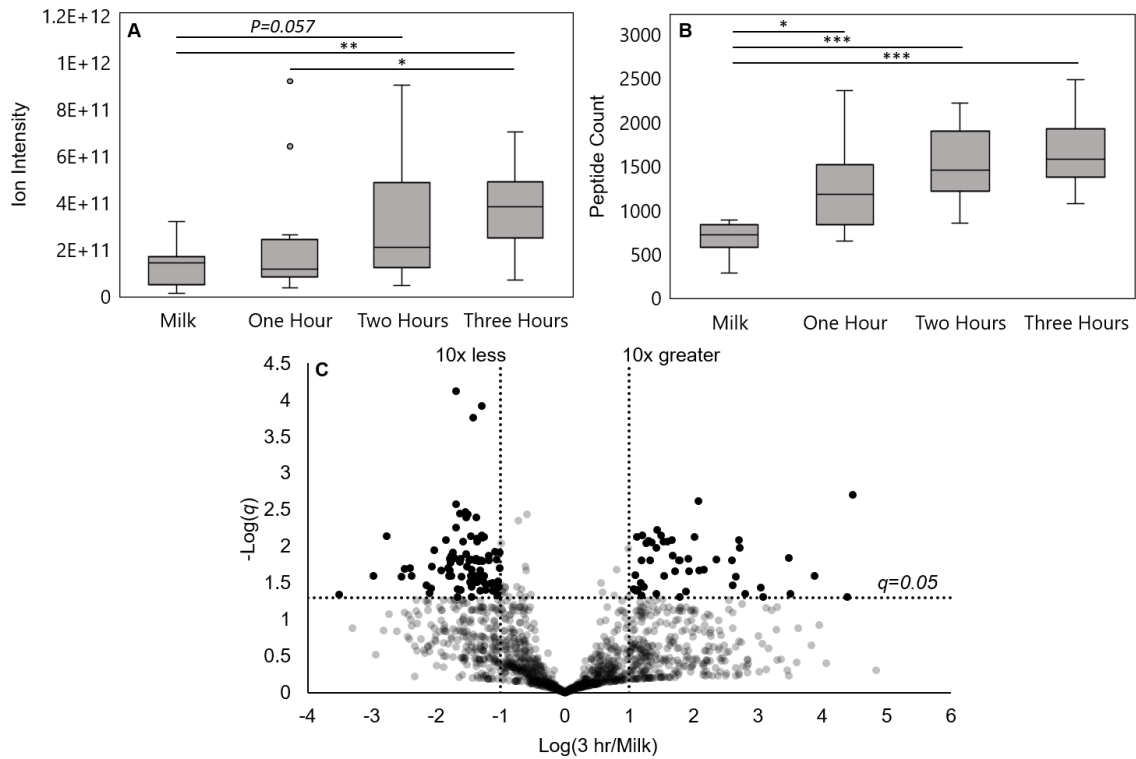 A
1.2E+12
1E+12
8E+11
6E+11
4E+11
2E+11
0
Ion Intensity
P=0.057
**
*
Milk One Hour Two Hours Three Hours
B
3000
2500
2000
1500
1000
500
0
Peptide Count
*
***
***
Milk One Hour Two Hours Three Hours
C
10x less 10x greater
4.5
4
3.5
3
2.5
2
1.5
1
0.5
0
-Log(q)
q=0.05
-4 -3 -2 -1 0 1 2 3 4 5 6
Log(3 hr/Milk)